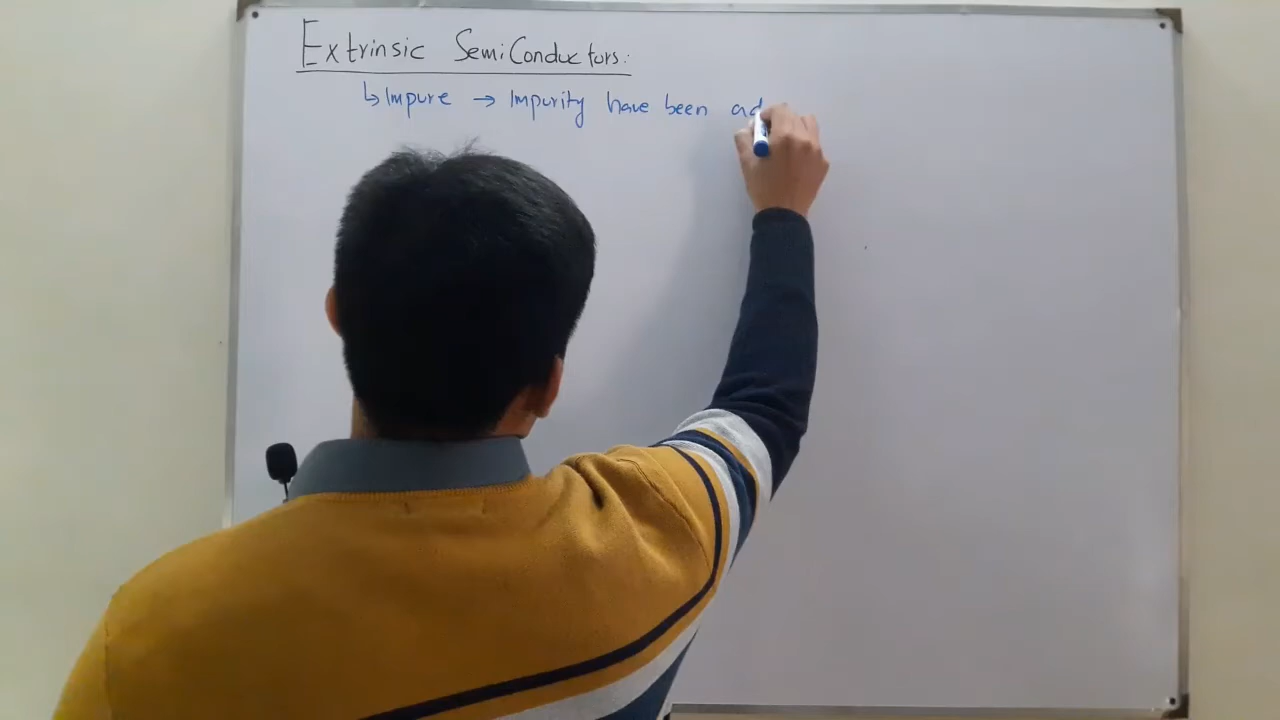 Extrinsic SemiConductors:
↳ Impure → Impurity have been ad